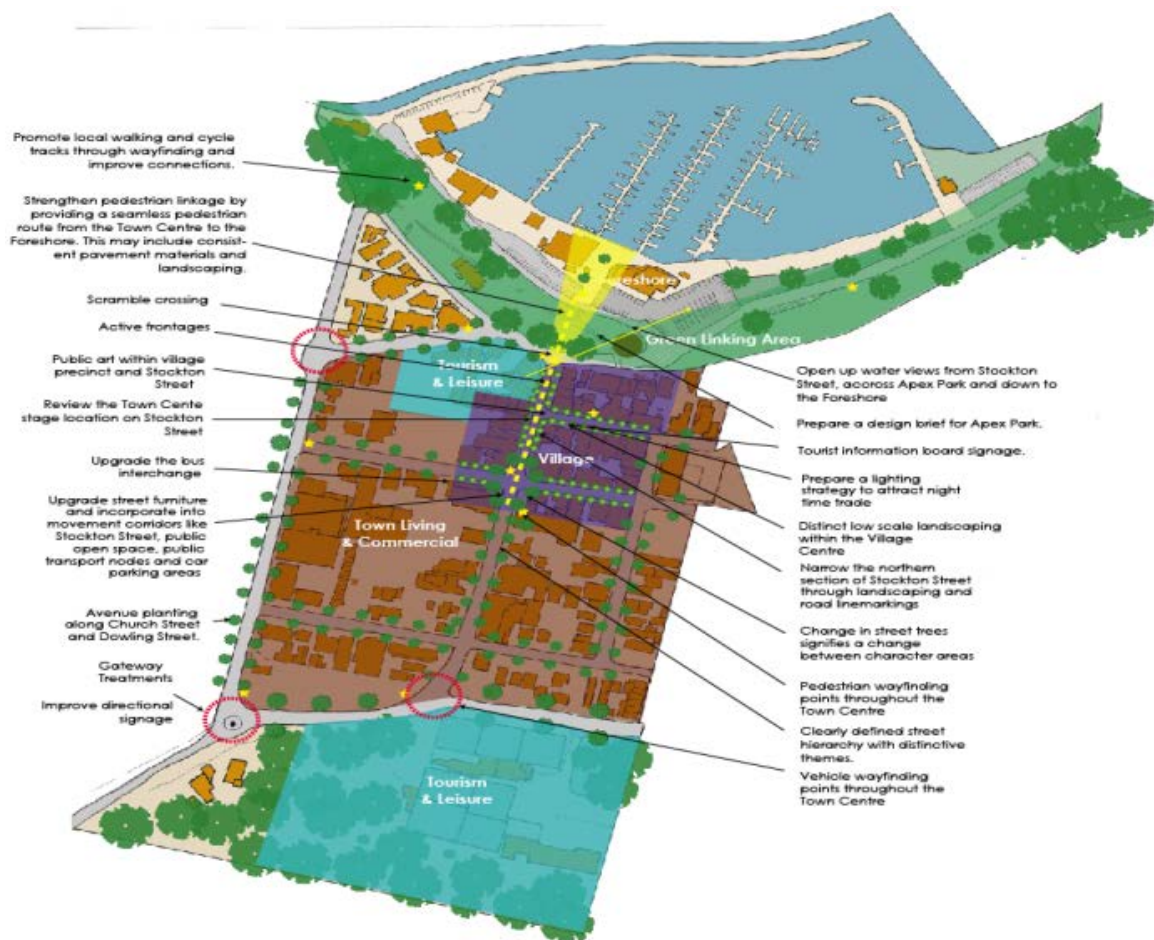 Promote local walking and cycle
tracks through wayfinding and
improve connections.
Strengthen pedestrian linkage by
providing a seamless pedestrian
route from the Town Centre to the
Foreshore. This may include consist-
ent pavement materials and
landscaping.
Scramble crossing
Active frontages
Public art within village
precinct and Stockton
Street
Review the Town Cente
stage location on Stockton
Street
Upgrade the bus
interchange
Upgrade street furniture
and incorporate into
movement corridors like
Stockton Street, public
open space, public
transport nodes and car
parking areas
Avenue planting
along Church Street
and Dowling Street.
Gateway
Treatments
Improve directional
signage
Foreshore
Green Linking Area
Tourism
& Leisure
Village
Town Living
& Commercial
Tourism
& Leisure
Open up water views from Stockton
Street, accoross Apex Park and down to
the Foreshore
Prepare a design brief for Apex Park.
Tourist information board signage.
Prepare a lighting
strategy to attract night
time trade
Distinct low scale landscaping
within the Village
Centre
Narrow the northern
section of Stockton Street
through landscaping and
road linemarkings
Change in street trees
signifies a change
between character areas
Pedestrian wayfinding
points throughout the
Town Centre
Clearly defined street
hierarchy with distinctive
themes.
Vehicle wayfinding
points throughout the
Town Centre